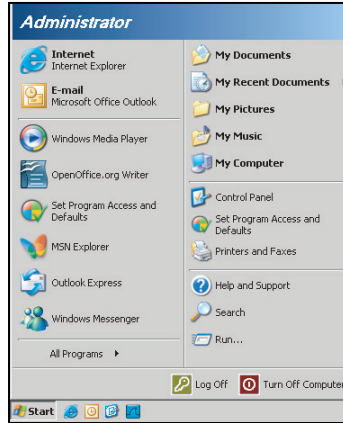 Administrator
Internet
Internet Explorer
E-mail
Microsoft Office Outlook
Windows Media Player
OpenOffice.org Writer
Set Program Access and
Defaults
MSN Explorer
Outlook Express
Windows Messenger
All Programs
My Documents
My Recent Documents
My Pictures
My Music
My Computer
Control Panel
Set Program Access and
Defaults
Printers and Faxes
Help and Support
Search
Run...
Log Off
Turn Off Computer
Start